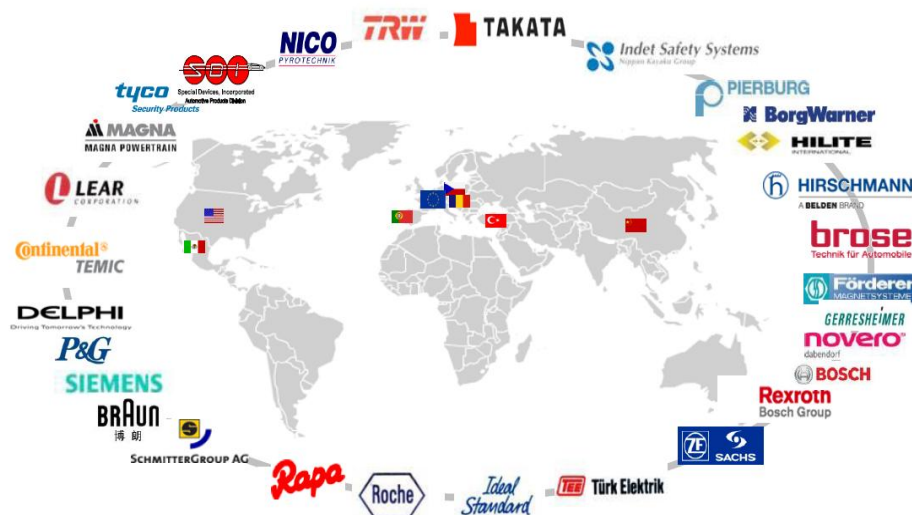 TRW
TAKATA
NICO
PYROTECHNIK
Indet Safety Systems
Nippon Kayaku Group
SDI
Special Devices, Incorporated
Automotive Products Division
tyco
Security Products
PIERBURG
BorgWarner
MAGNA
MAGNA POWERTRAIN
HILITE
INTERNATIONAL
LEAR
CORPORATION
h
HIRSCHMANN
A BELDEN BRAND
Continental®
TEMIC
brose
Technik für Automobile
DELPHI
Driving Tomorrow's Technology
Förderer
MAGNETSYSTEME
GERRESHEIMER
P&G
novero
dabendorf
SIEMENS
BOSCH
Rexroth
Bosch Group
BRAUN
博朗
S
SCHMITTERGROUP AG
ZF
SACHS
Rapa
Roche
Ideal
Standard
TEE
Türk Elektrik